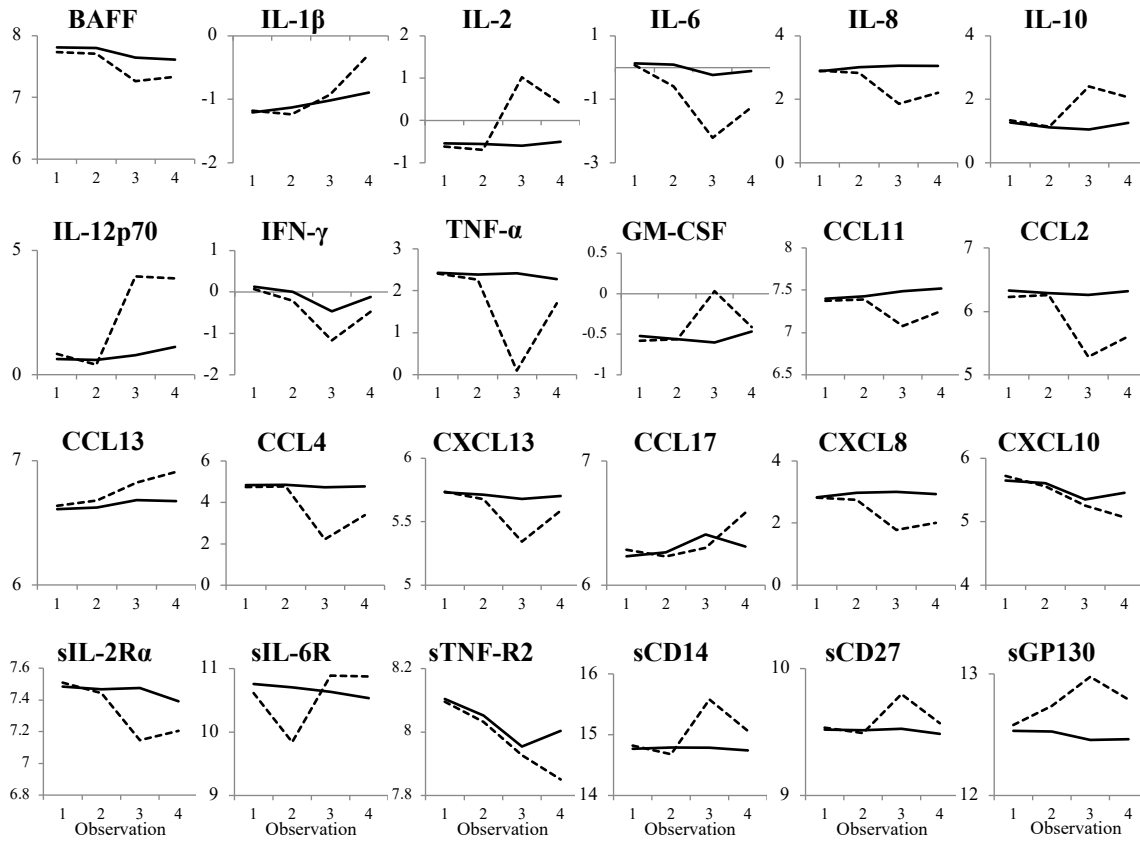 BAFF IL-1β IL-2 IL-6 IL-8 IL-10
8 0 2 1 4 4
7 -1 1 -1 2 2
0
6 -2 -1 -3 0 0
1 2 3 4 1 2 3 4 1 2 3 4 1 2 3 4 1 2 3 4 1 2 3 4
IL-12p70 IFN-γ TNF-α GM-CSF CCL11 CCL2
5 1 3 0.5 8 7
0 2 0 7.5 6
-1 1 -0.5 7
0 -2 0 -1 6.5 5
1 2 3 4 1 2 3 4 1 2 3 4 1 2 3 4 1 2 3 4 1 2 3 4
CCL13 CCL4 CXCL13 CCL17 CXCL8 CXCL10
7 6 6 7 4 6
4 5.5 2 5
2
6 0 5 6 0 4
1 2 3 4 1 2 3 4 1 2 3 4 1 2 3 4 1 2 3 4 1 2 3 4
sIL-2Rα sIL-6R sTNF-R2 sCD14 sCD27 sGP130
7.6 11 8.2 16 10 13
7.4
7.2 10 8 15
7
6.8 9 7.8 14 9 12
1 2 3 4 1 2 3 4 1 2 3 4 1 2 3 4 1 2 3 4 1 2 3 4
Observation Observation Observation Observation Observation Observation